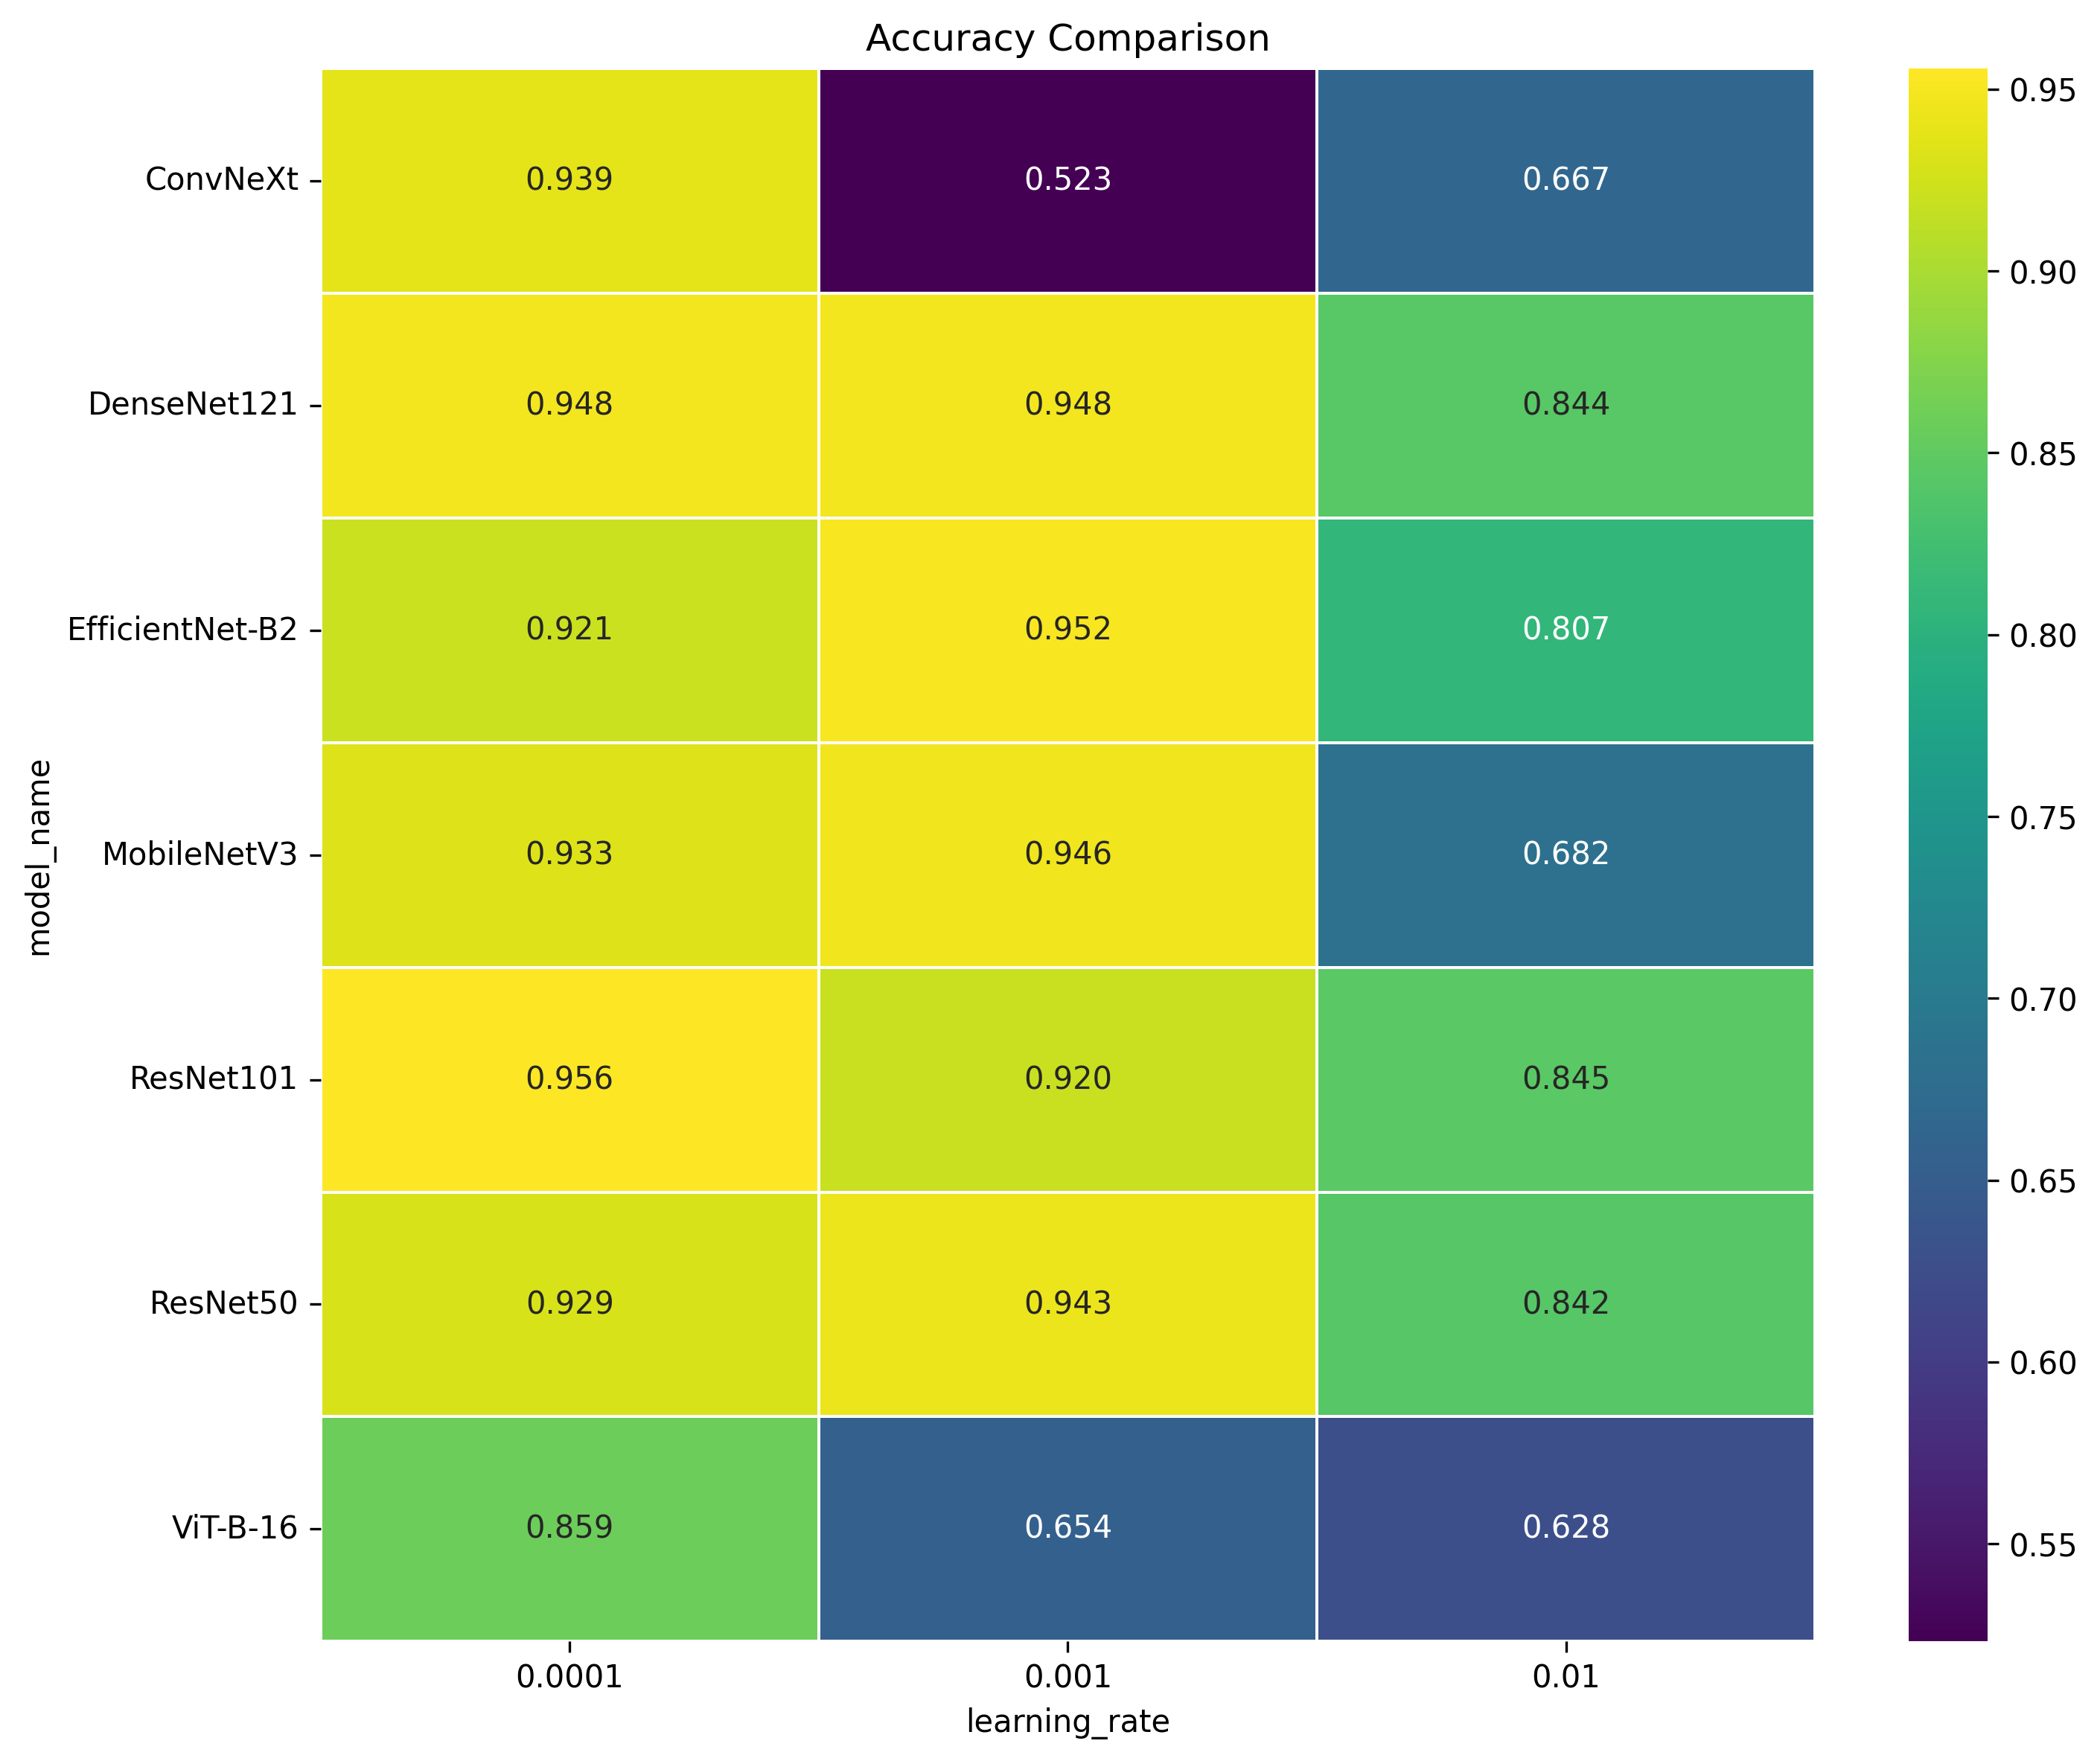 Accuracy Comparison
ConvNeXt 0.939 0.523 0.667
DenseNet121 0.948 0.948 0.844
EfficientNet-B2 0.921 0.952 0.807
MobileNetV3 0.933 0.946 0.682
ResNet101 0.956 0.920 0.845
ResNet50 0.929 0.943 0.842
ViT-B-16 0.859 0.654 0.628
0.0001 0.001 0.01
learning_rate
model_name
0.95
0.90
0.85
0.80
0.75
0.70
0.65
0.60
0.55